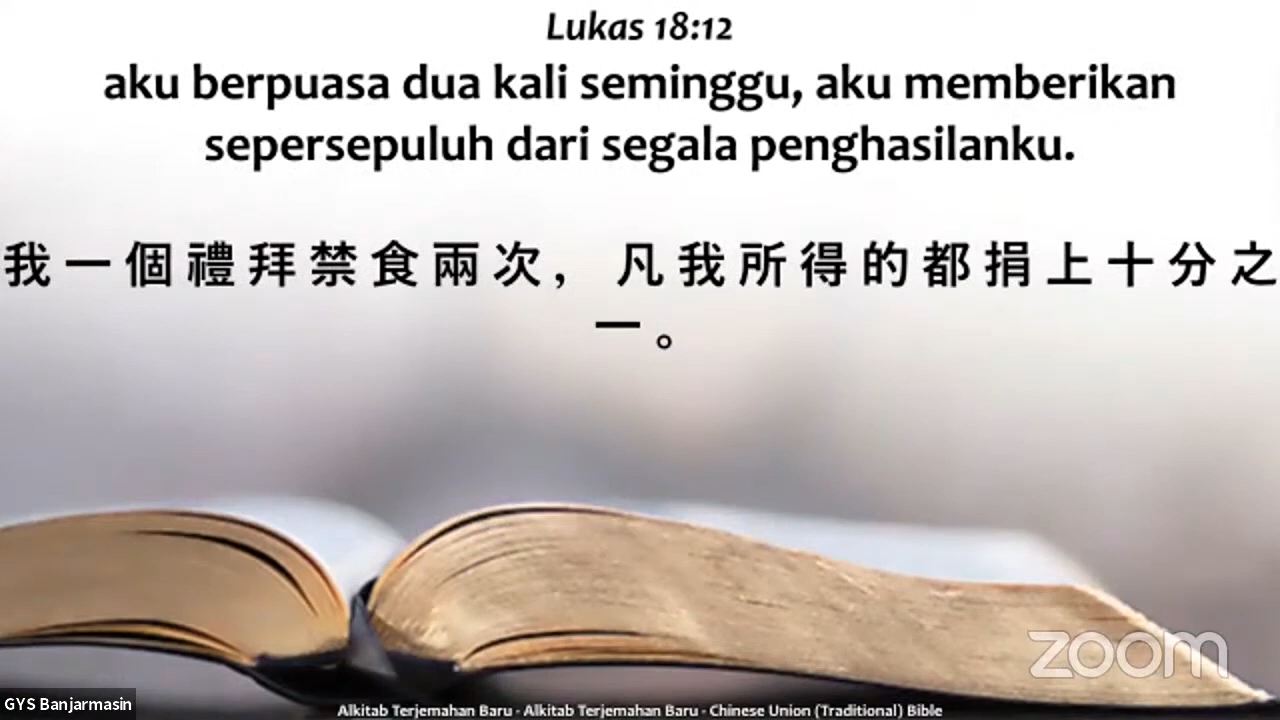 Lukas 18:12
aku berpuasa dua kali seminggu, aku memberikan
sepersepuluh dari segala penghasilanku.
我一個禮拜禁食兩次，凡我所得的都捐上十分之
一。
zoom
GYS Banjarmasin
Alkitab Terjemahan Baru - Alkitab Terjemahan Baru - Chinese Union (Traditional) Bible